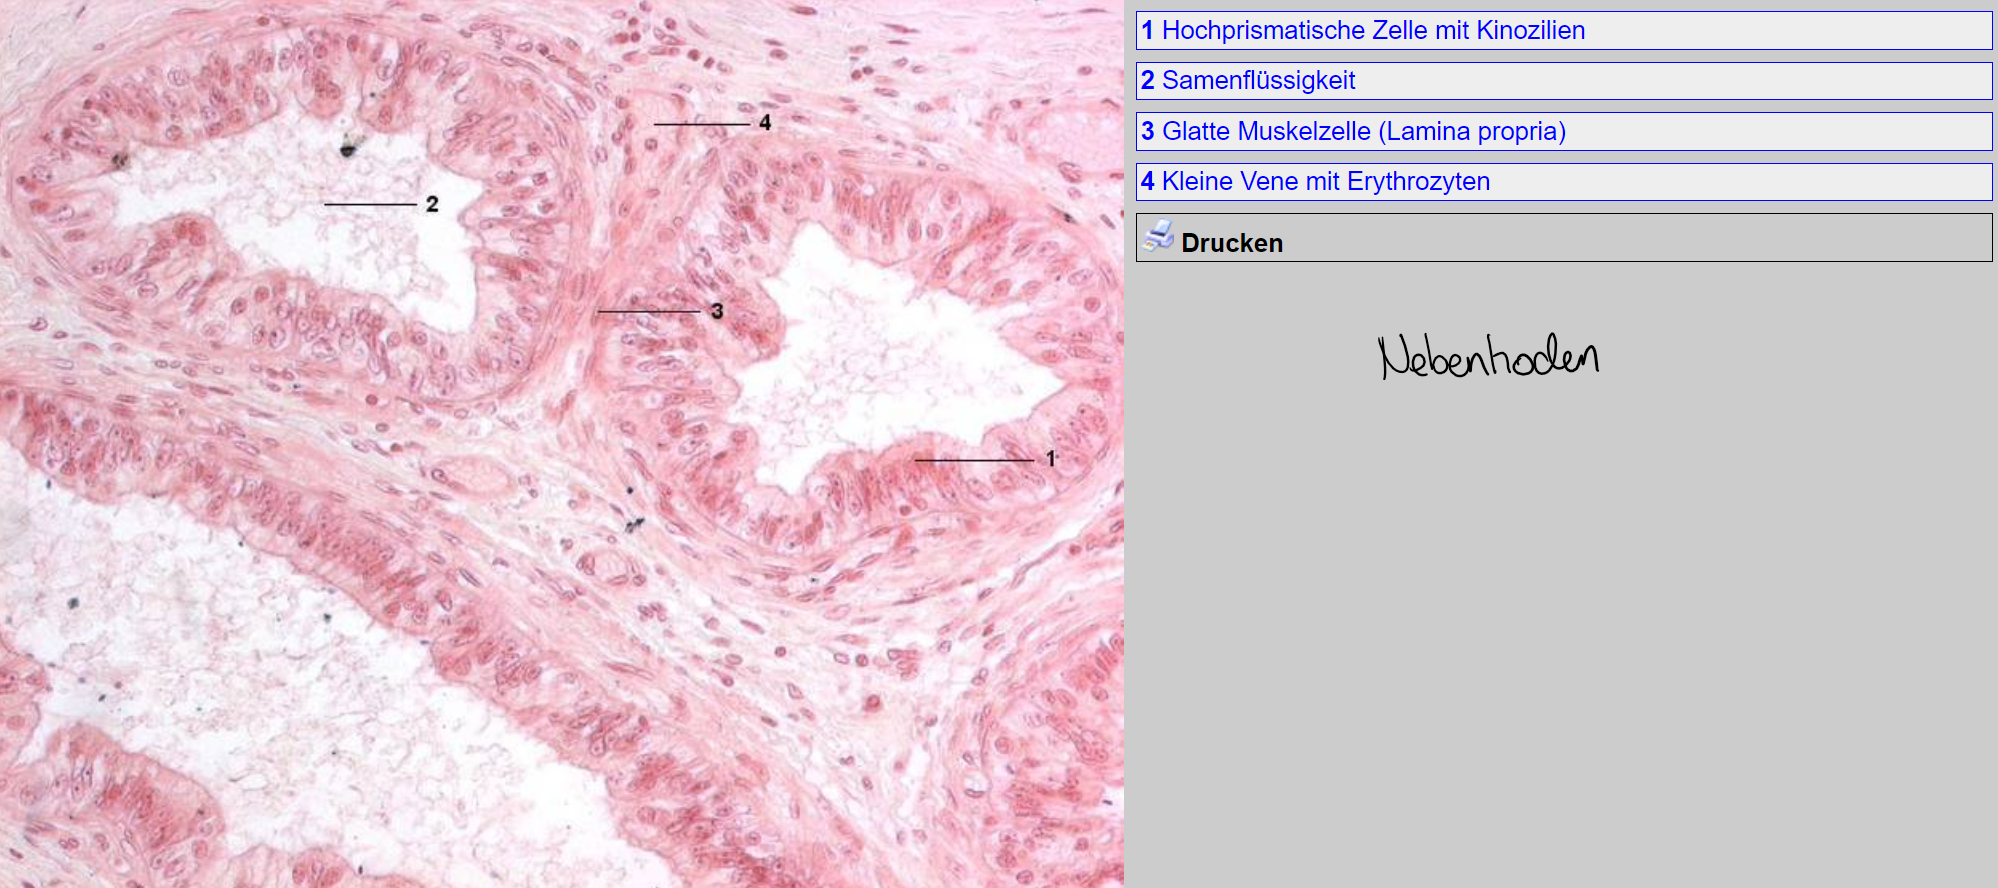 4
2
3
1
1 Hochprismatische Zelle mit Kinozilien
2 Samenflüssigkeit
3 Glatte Muskelzelle (Lamina propria)
4 Kleine Vene mit Erythrozyten
Drucken
Nebenhoden